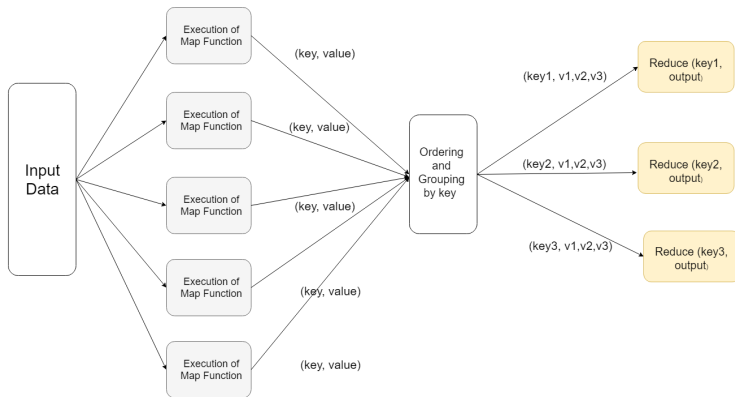 Input
Data
Execution of
Map Function
Execution of
Map Function
Execution of
Map Function
Execution of
Map Function
Execution of
Map Function
(key, value)
(key, value)
(key, value)
(key, value)
(key, value)
Ordering
and
Grouping
by key
(key1, v1,v2,v3)
(key2, v1,v2,v3)
(key3, v1,v2,v3)
Reduce (key1,
output)
Reduce (key2,
output)
Reduce (key3,
output)